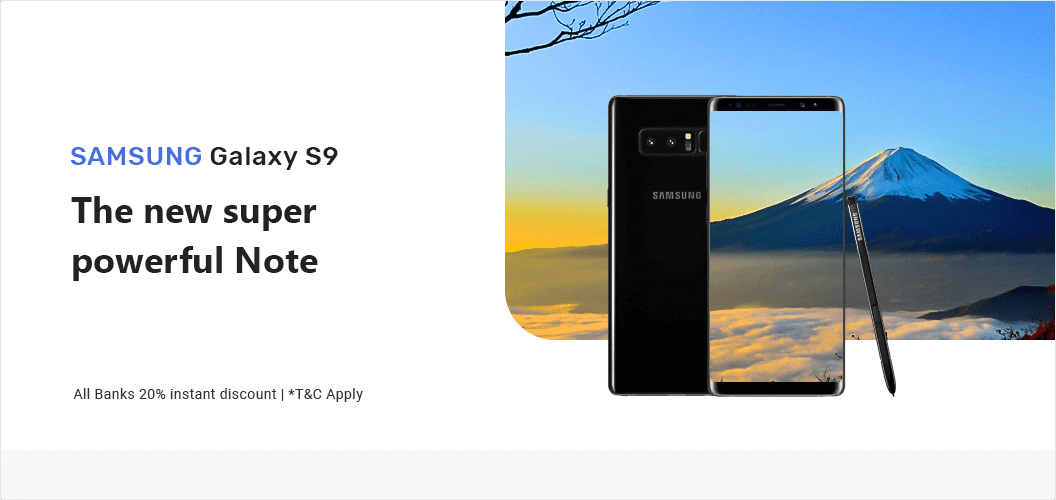 SAMSUNG Galaxy S9
The new super
powerful Note
All Banks 20% instant discount | *T&C Apply
SAMSUNG
SAMSUNG